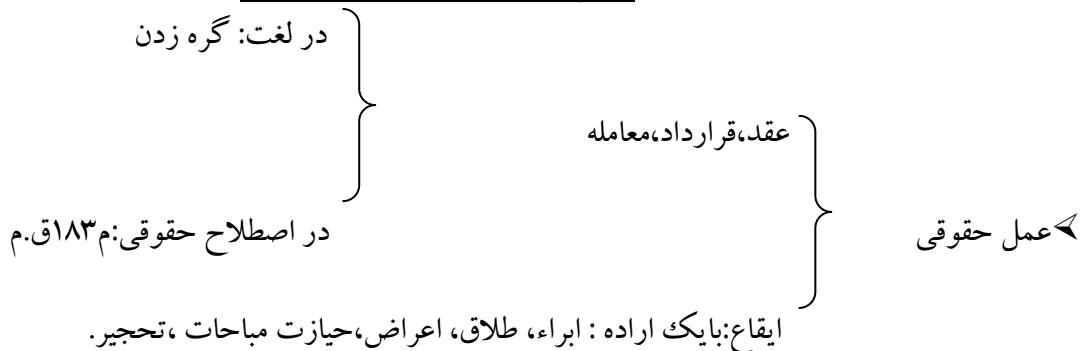 در لغت: گره زدن
عقد،قرارداد،معامله
در اصطلاح حقوقی:م۱۸۳ق.م
عمل حقوقی
ایقاع:بایک اراده : ابراء، طلاق، اعراض،حیازت مباحات ،تحجیر.